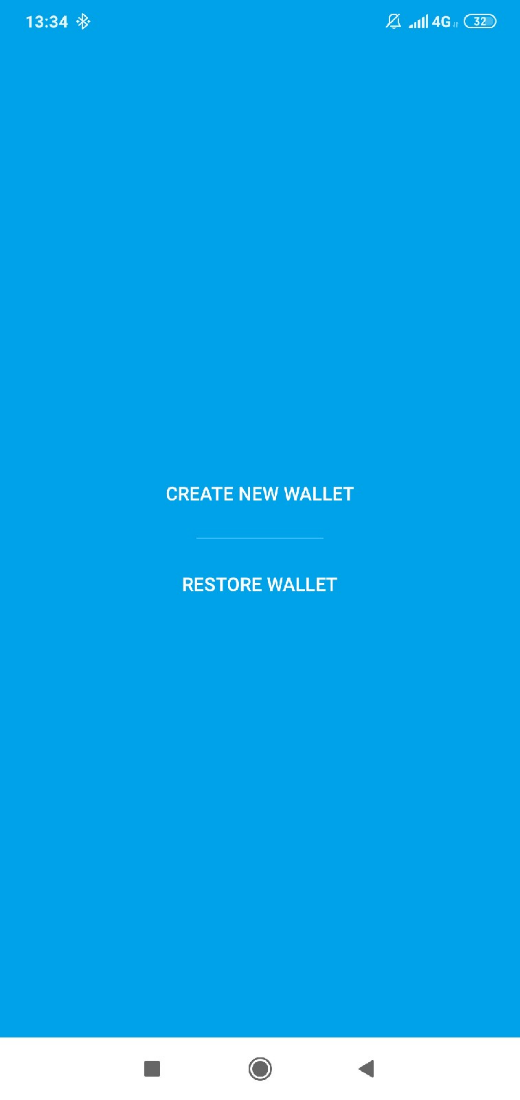 13:34
4G
32
CREATE NEW WALLET
RESTORE WALLET